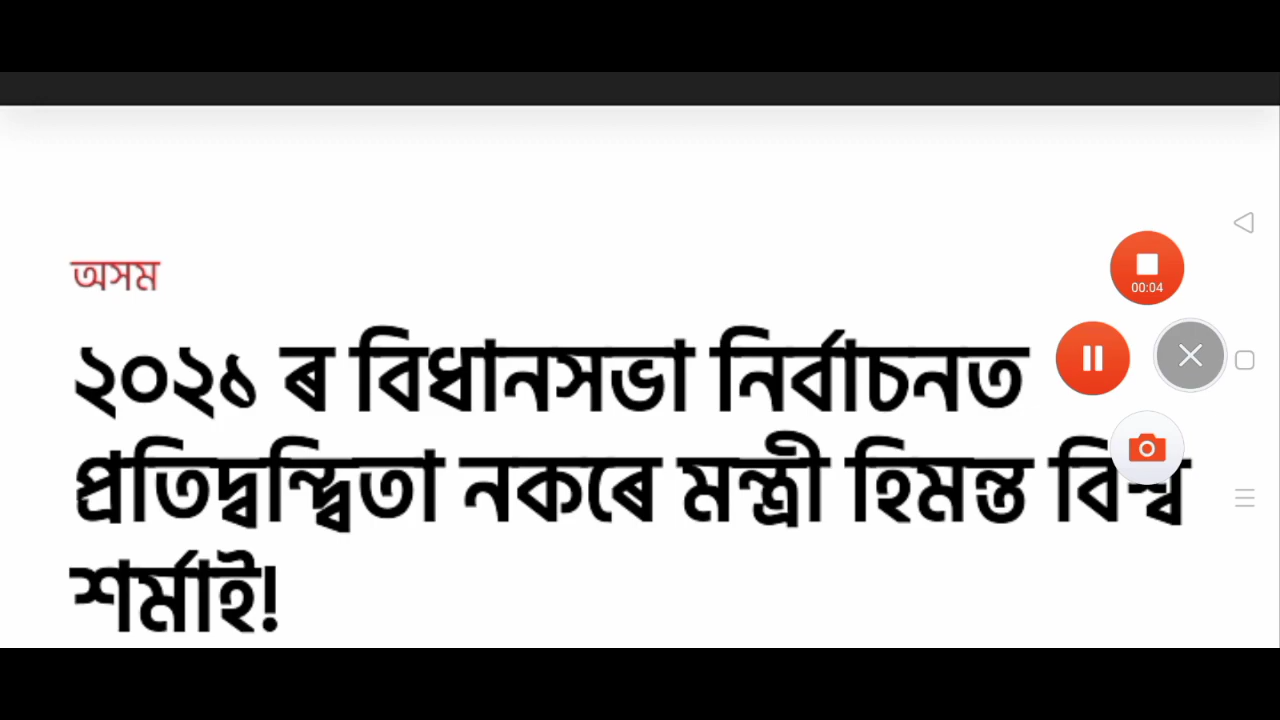 অসম
২০২১ ৰ বিধানসভা নিৰ্বাচনত
প্ৰতিদ্বন্দ্বিতা নকৰে মন্ত্ৰী হিমন্ত বিশ্ব
শৰ্মাই!
00:04